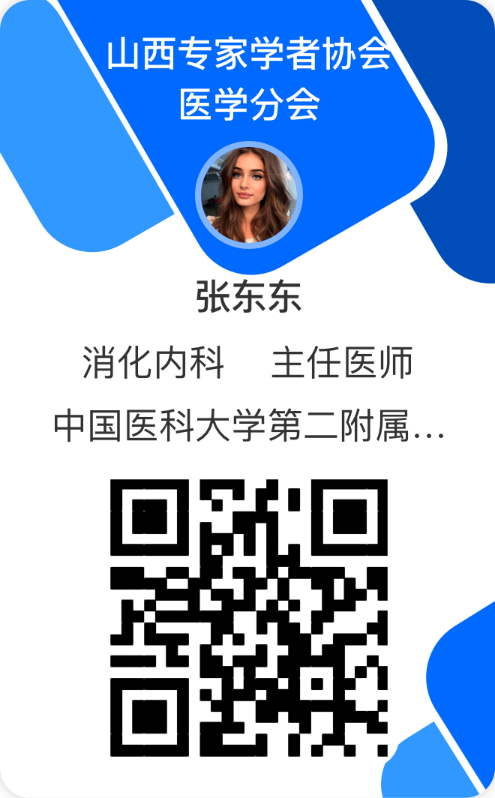 山西专家学者协会
医学分会
张东东
消化内科 主任医师
中国医科大学第二附属...